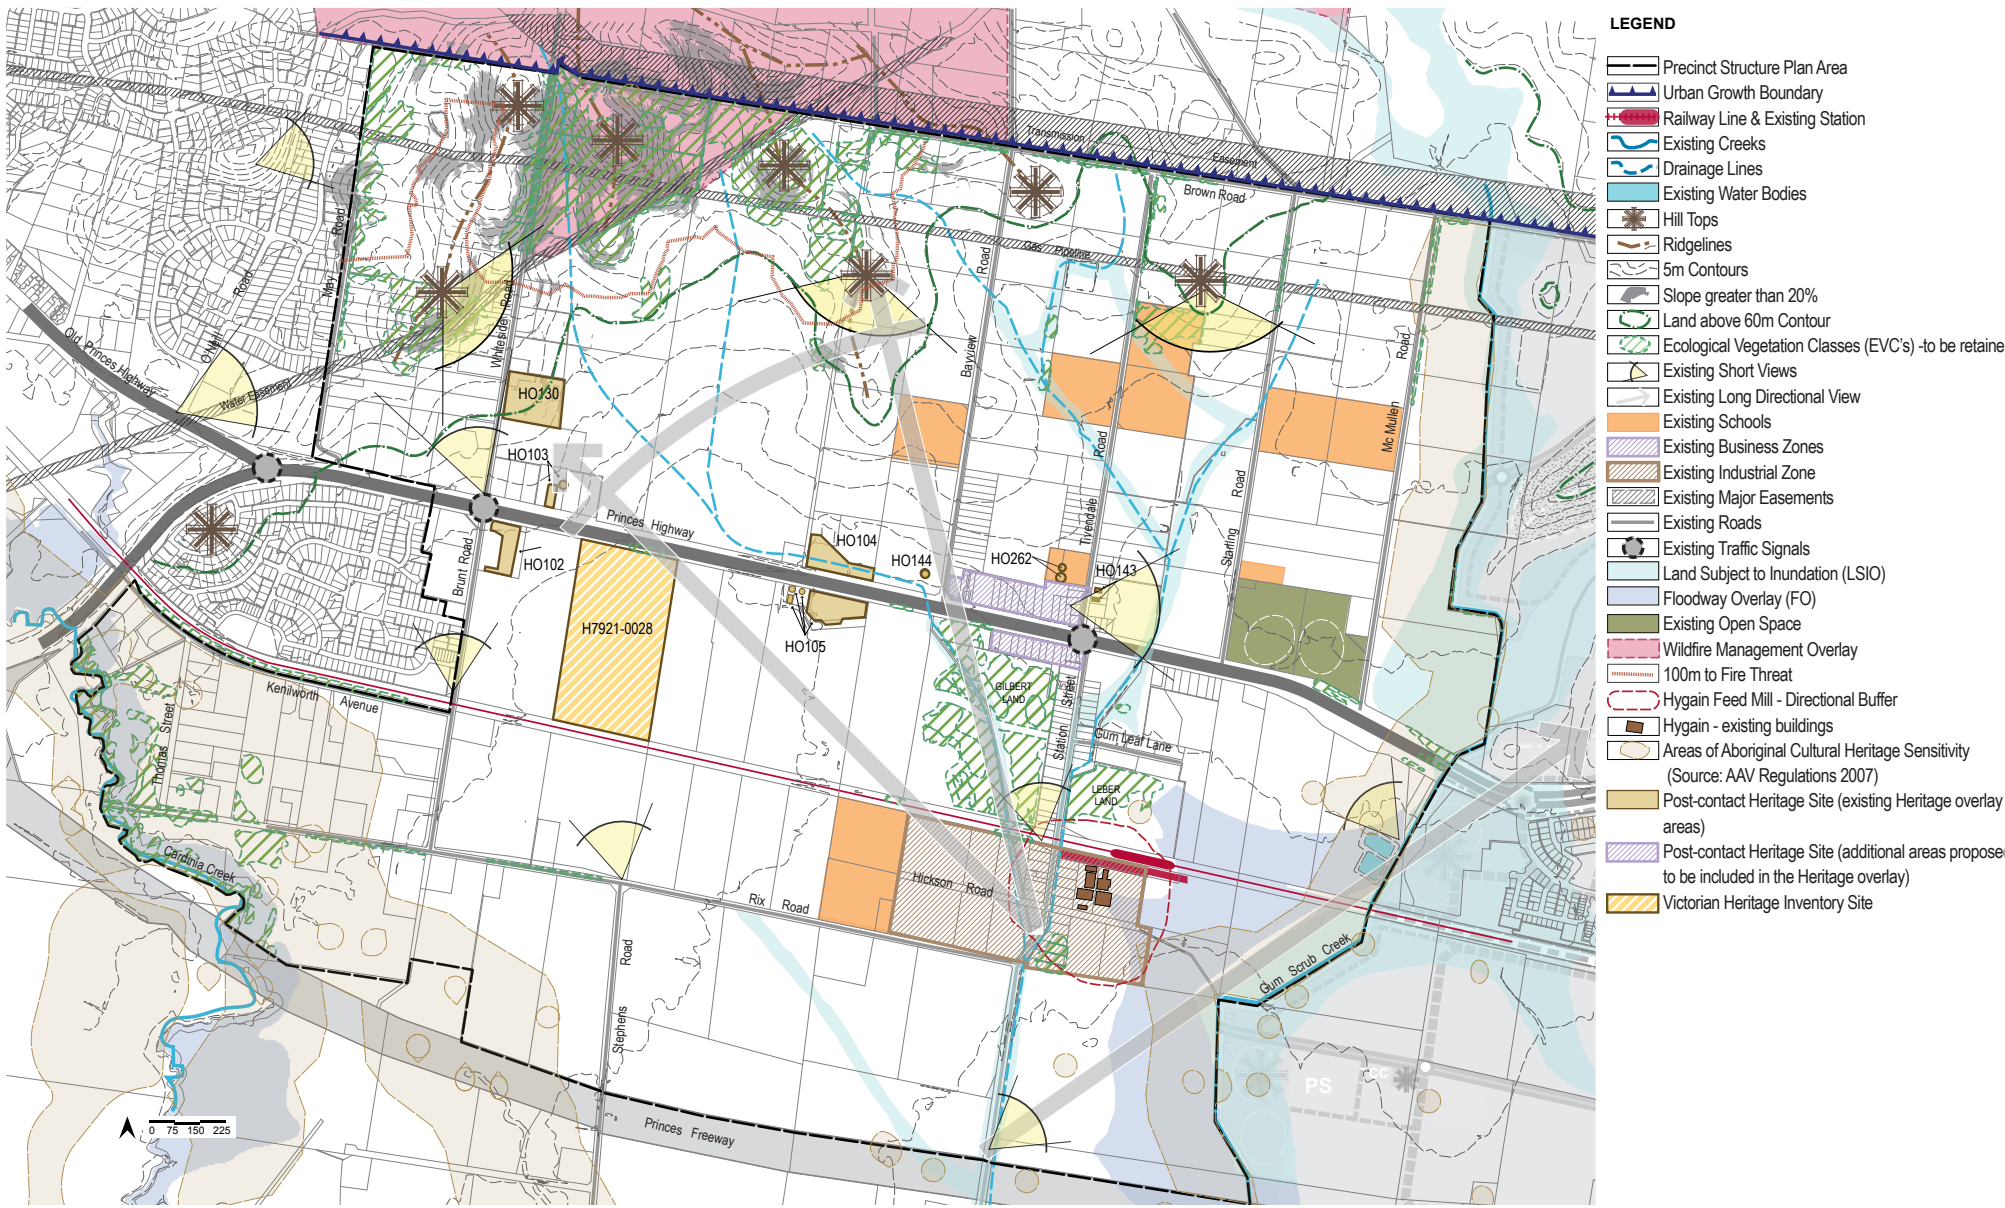 LEGEND
Precinct Structure Plan Area
Urban Growth Boundary
Railway Line & Existing Station
Existing Creeks
Drainage Lines
Existing Water Bodies
Hill Tops
Ridgelines
5m Contours
Slope greater than 20%
Land above 60m Contour
Ecological Vegetation Classes (EVC's) -to be retaine
Existing Short Views
Existing Long Directional View
Existing Schools
Existing Business Zones
Existing Industrial Zone
Existing Major Easements
Existing Roads
Existing Traffic Signals
Land Subject to Inundation (LSIO)
Floodway Overlay (FO)
Existing Open Space
Wildfire Management Overlay
100m to Fire Threat
Hygain Feed Mill - Directional Buffer
Hygain - existing buildings
Areas of Aboriginal Cultural Heritage Sensitivity
(Source: AAV Regulations 2007)
Post-contact Heritage Site (existing Heritage overlay
areas)
Post-contact Heritage Site (additional areas propose
to be included in the Heritage overlay)
Victorian Heritage Inventory Site
Transmission
Easement
Brown Road
Gas Pipeline
May Road
O'Neil Road
Whiteside Road
Bayview Road
Mc Mullen Road
Old Princes Highway
Water Easement
HO130
HO103
Tivendale Road
Starling Road
Princes Highway
HO104
HO144
HO262
HO143
HO102
Brunt Road
H7921-0028
HO105
GILBERT
LAND
Station Street
Kenilworth Avenue
Thomas Street
Gum Leaf Lane
LEBER
LAND
Cardinia Creek
Hickson Road
Rix Road
Stephens Road
Gum Scrub Creek
PS
CC
Princes Freeway
0 75 150 225